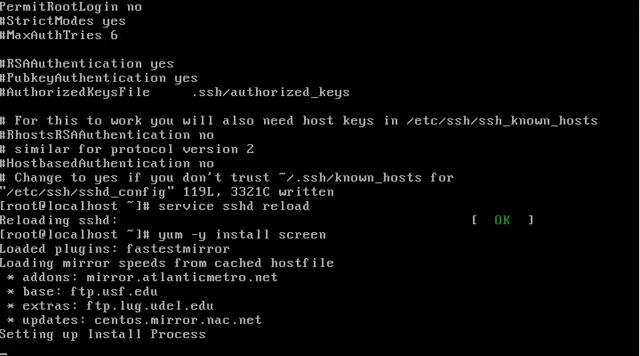 PermitRootLogin no
#StrictModes yes
#MaxAuthTries 6
#RSAAuthentication yes
#PubkeyAuthentication yes
#AuthorizedKeysFile     .ssh/authorized_keys
# For this to work you will also need host keys in /etc/ssh/ssh_known_hosts
#RhostsRSAAuthentication no
# similar for protocol version 2
#HostbasedAuthentication no
# Change to yes if you don't trust ~/.ssh/known_hosts for
"/etc/ssh/sshd_config" 119L, 3321C written
[root@localhost ~]# service sshd reload
Reloading sshd:                                            [  OK  ]
[root@localhost ~]# yum -y install screen
Loaded plugins: fastestmirror
Loading mirror speeds from cached hostfile
 * addons: mirror.atlanticmetro.net
 * base: ftp.usf.edu
 * extras: ftp.lug.udel.edu
 * updates: centos.mirror.nac.net
Setting up Install Process